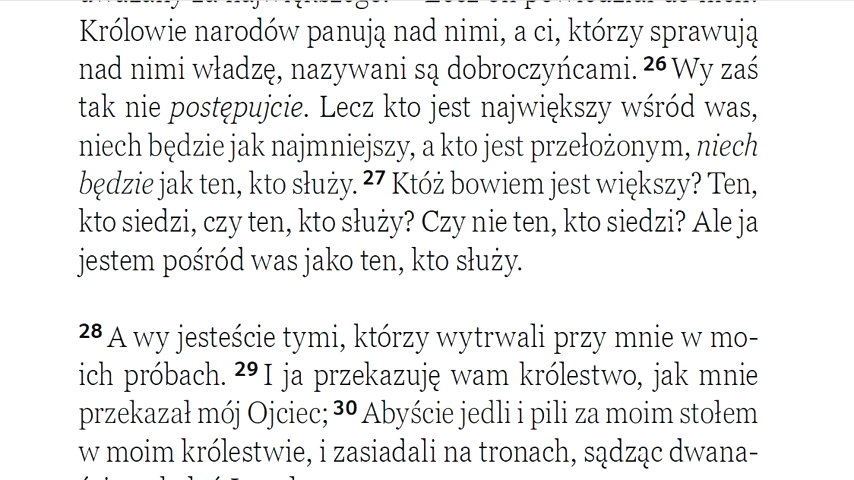 Królowie narodów panują nad nimi, a ci, którzy sprawują
nad nimi władzę, nazywani są dobroczyńcami. 26 Wy zaś
tak nie postępujcie. Lecz kto jest największy wśród was,
niech będzie jak najmniejszy, a kto jest przełożonym, niech
będzie jak ten, kto służy. 27 Któż bowiem jest większy? Ten,
kto siedzi, czy ten, kto służy? Czy nie ten, kto siedzi? Ale ja
jestem pośród was jako ten, kto służy.
28 A wy jesteście tymi, którzy wytrwali przy mnie w mo-
ich próbach. 29 I ja przekazuję wam królestwo, jak mnie
przekazał mój Ojciec; 30 Abyście jedli i pili za moim stołem
w moim królestwie, i zasiadali na tronach, sądząc dwana-